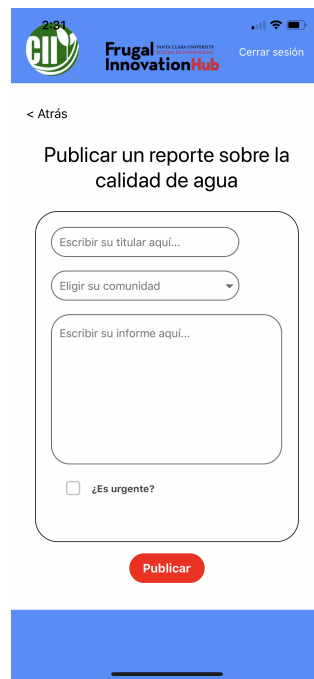 2:31
CIIV
Frugal SANTA CLARA UNIVERSITY
SCHOOL OF ENGINEERING
InnovationHub
Cerrar sesión
< Atrás
Publicar un reporte sobre la
calidad de agua
Escribir su titular aquí...
Eligir su comunidad
Escribir su informe aquí...
¿Es urgente?
Publicar